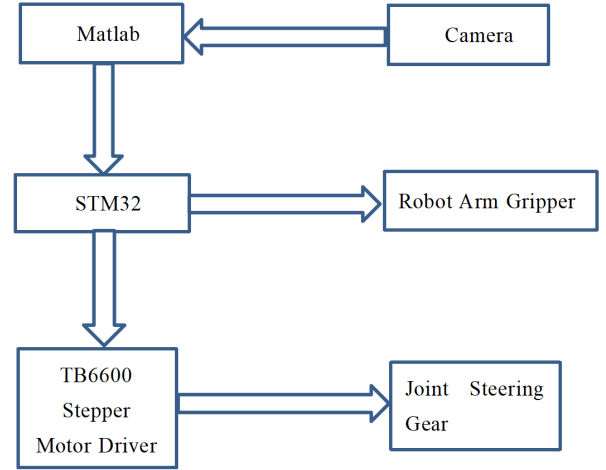 Matlab
Camera
STM32
Robot Arm Gripper
TB6600
Stepper
Motor Driver
Joint Steering
Gear